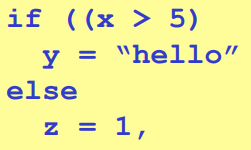 if ((x > 5)
y = “hello”
else
z = 1,